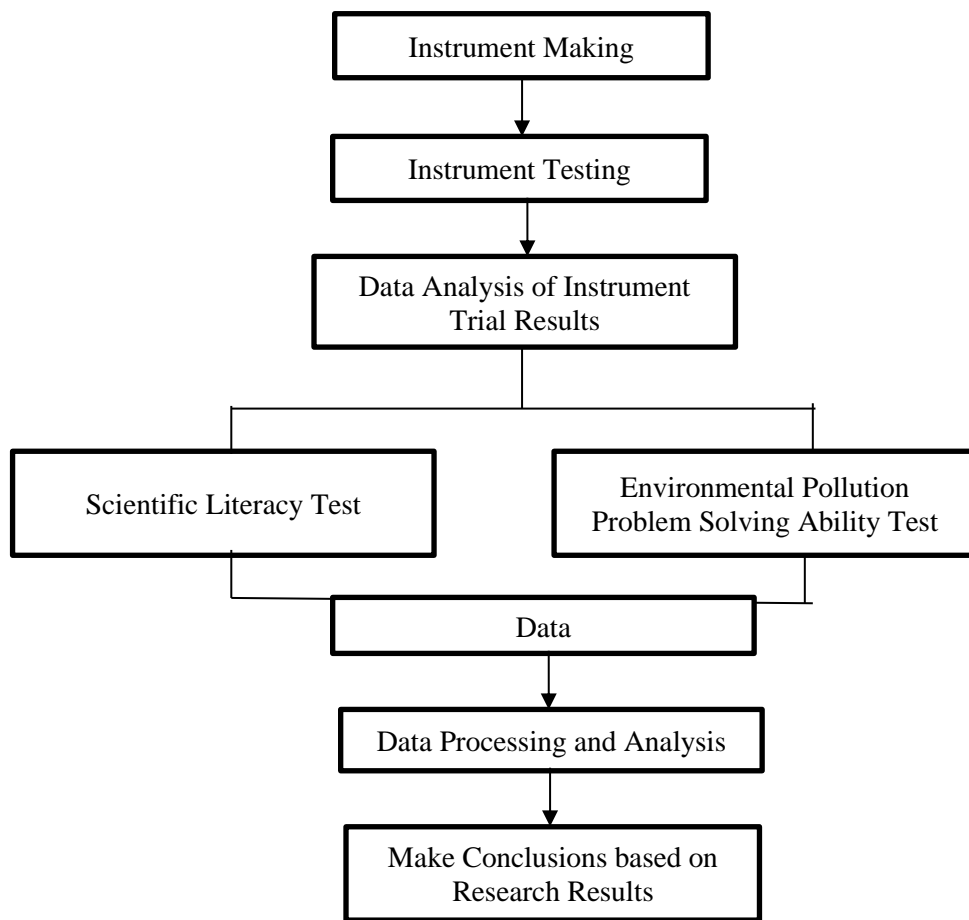 Instrument Making
Instrument Testing
Data Analysis of Instrument
Trial Results
Scientific Literacy Test
Environmental Pollution
Problem Solving Ability Test
Data
Data Processing and Analysis
Make Conclusions based on
Research Results